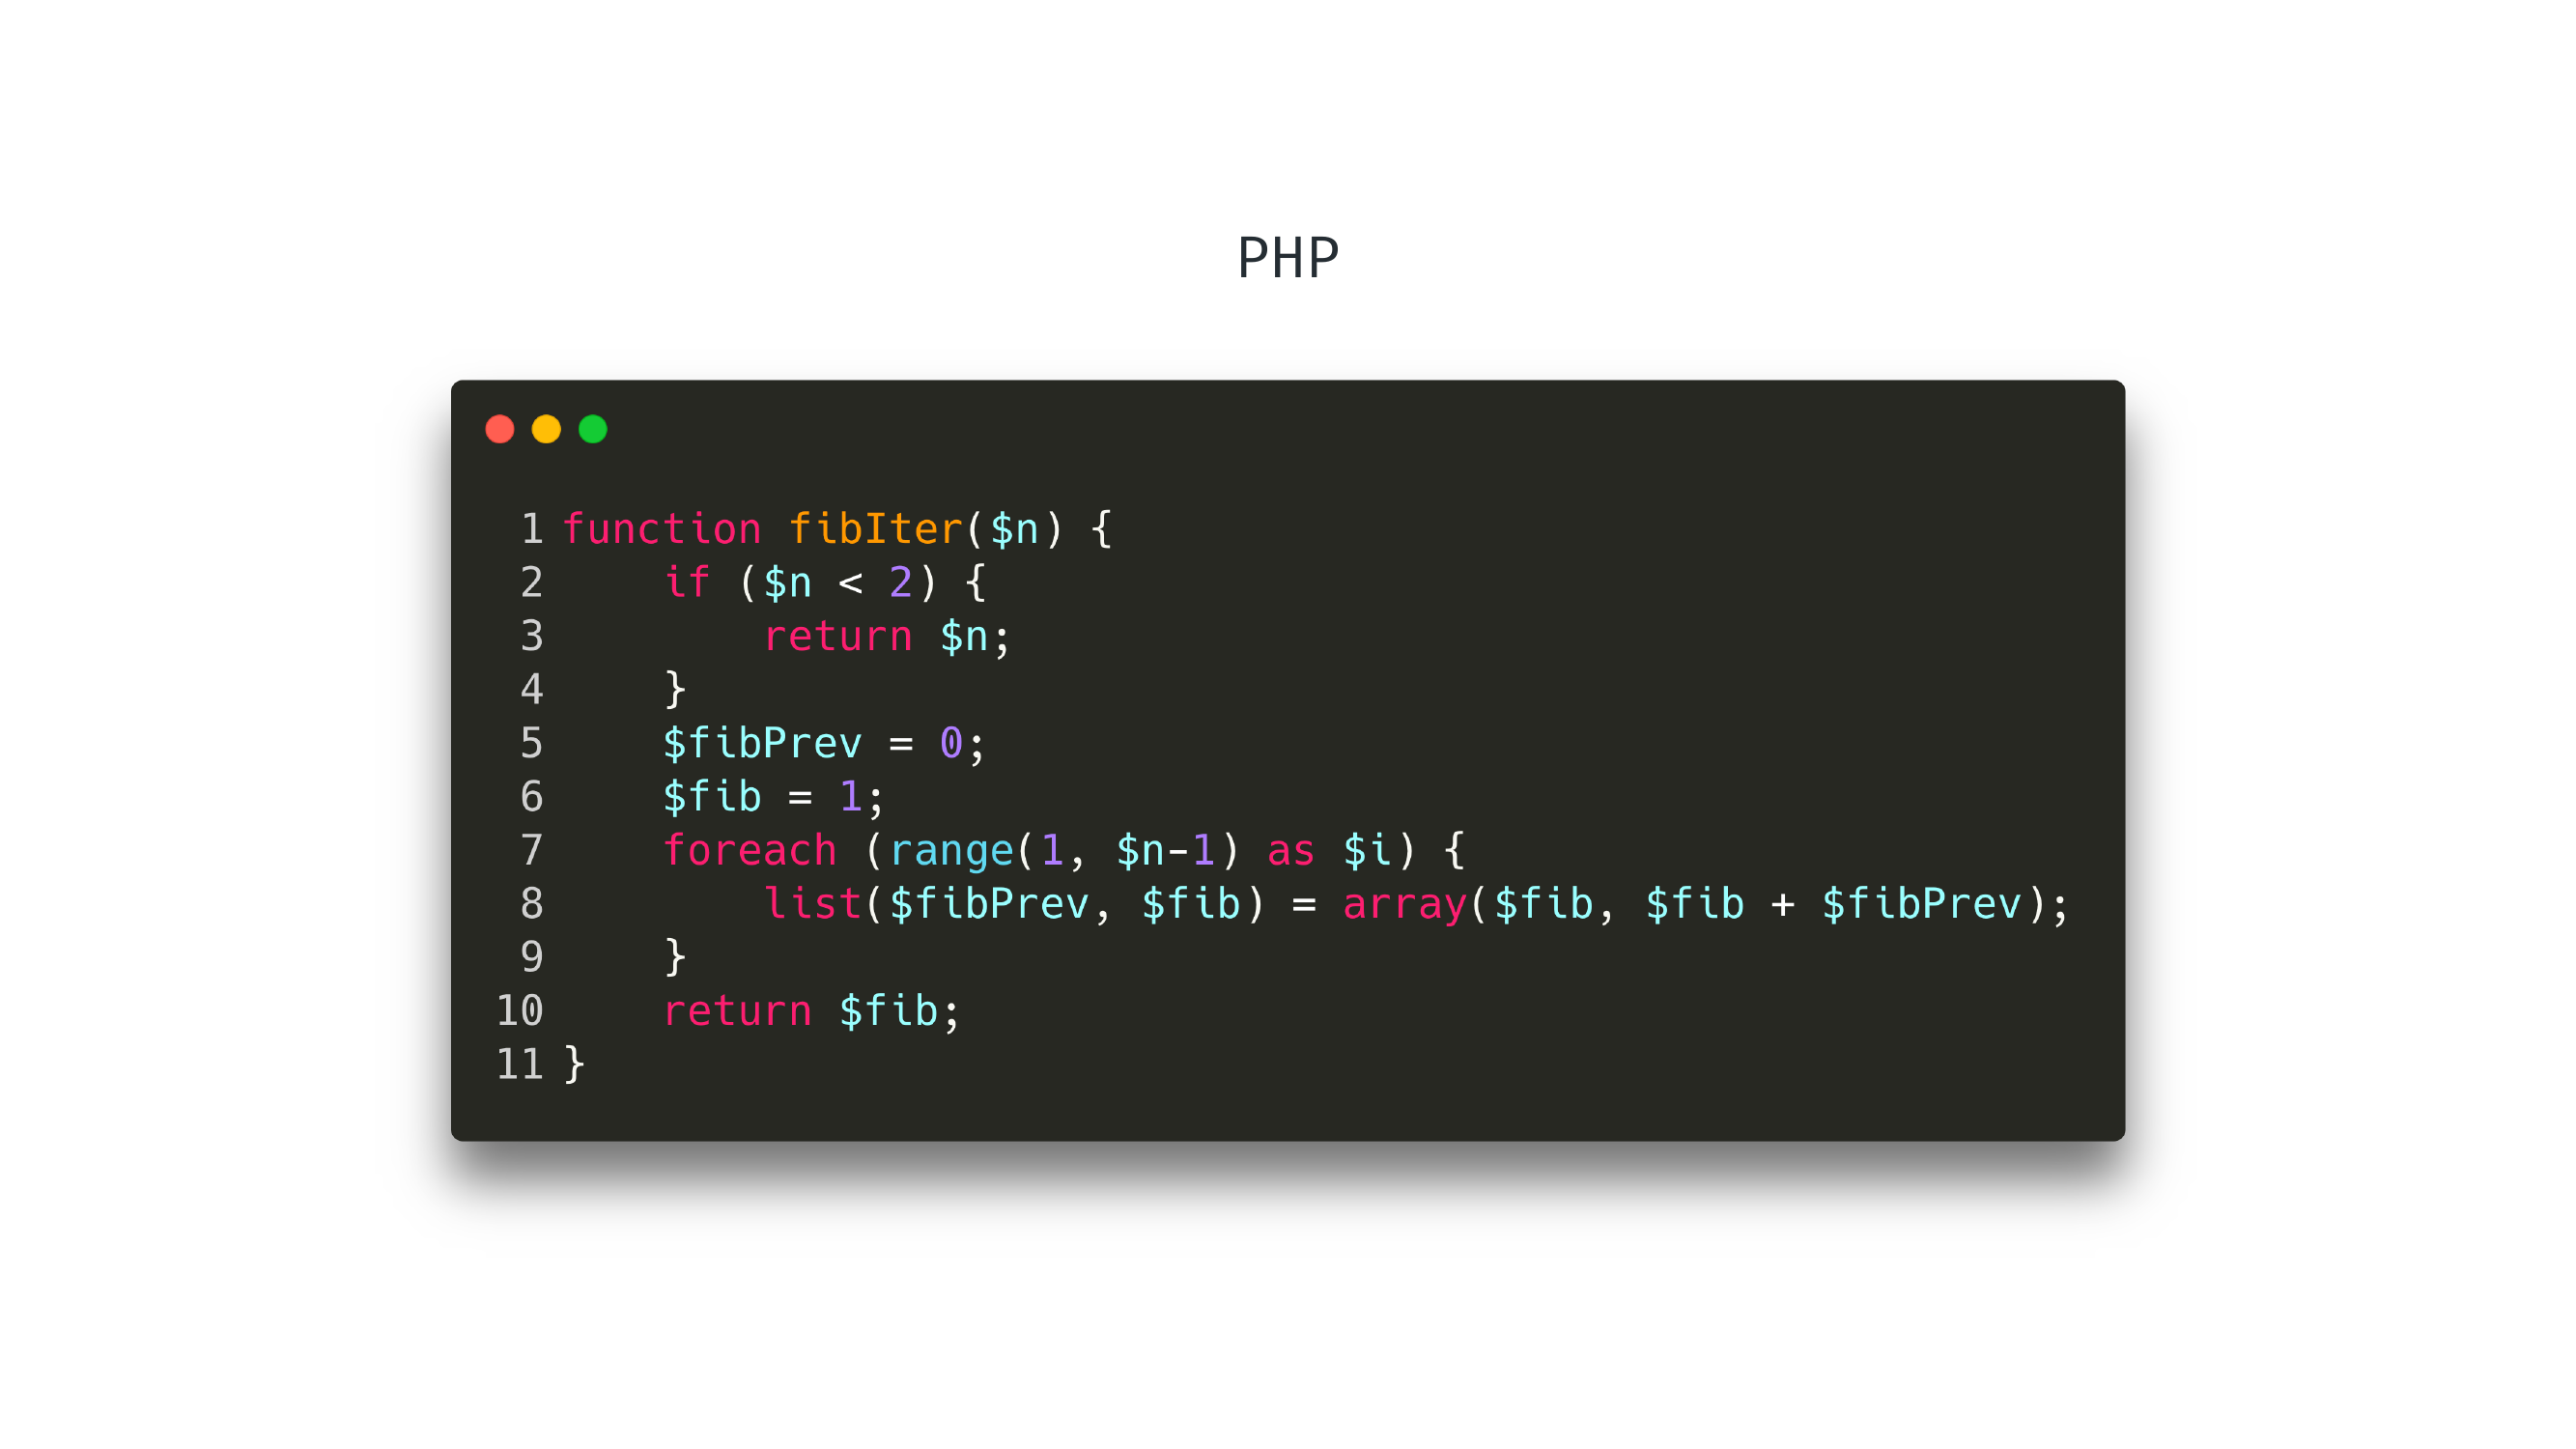 PHP
1 function fibIter($n) {
2     if ($n < 2) {
3         return $n;
4     }
5     $fibPrev = 0;
6     $fib = 1;
7     foreach (range(1, $n-1) as $i) {
8         list($fibPrev, $fib) = array($fib, $fib + $fibPrev);
9     }
10     return $fib;
11 }